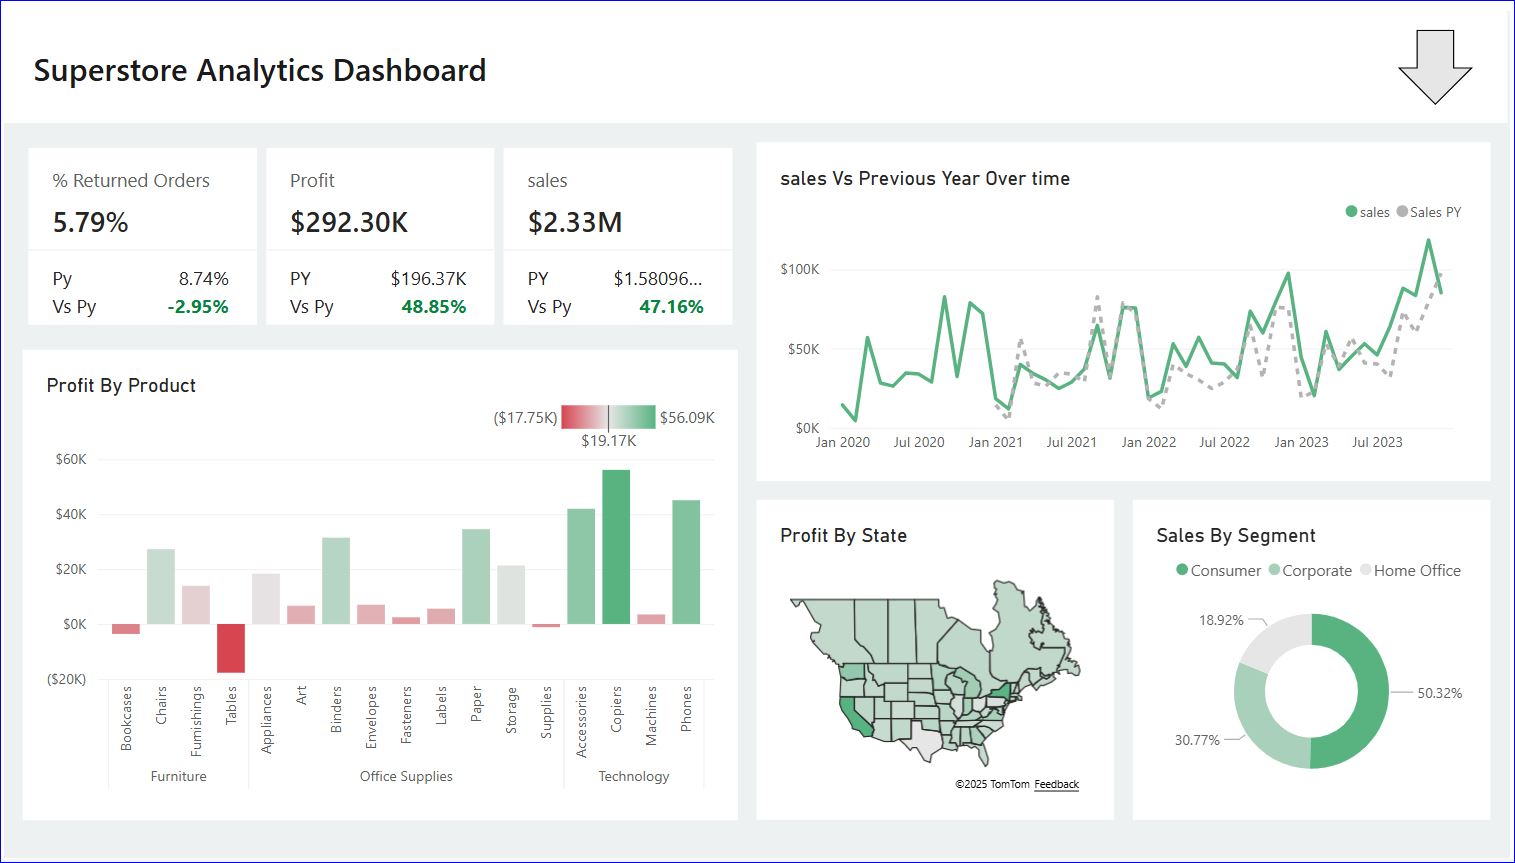 Superstore Analytics Dashboard
% Returned Orders
5.79%
Py 8.74%
Vs Py -2.95%
Profit
$292.30K
PY $196.37K
Vs Py 48.85%
sales
$2.33M
PY $1.58096...
Vs Py 47.16%
sales Vs Previous Year Over time
sales Sales PY
$100K
$50K
$0K
Jan 2020 Jul 2020 Jan 2021 Jul 2021 Jan 2022 Jul 2022 Jan 2023 Jul 2023
Profit By Product
($17.75K) $56.09K
$19.17K
$60K
$40K
$20K
$0K
($20K)
Bookcases
Chairs
Furnishings
Tables
Appliances
Art
Binders
Envelopes
Fasteners
Labels
Paper
Storage
Supplies
Accessories
Copiers
Machines
Phones
Furniture Office Supplies Technology
Profit By State
©2025 TomTom Feedback
Sales By Segment
Consumer Corporate Home Office
18.92%
50.32%
30.77%